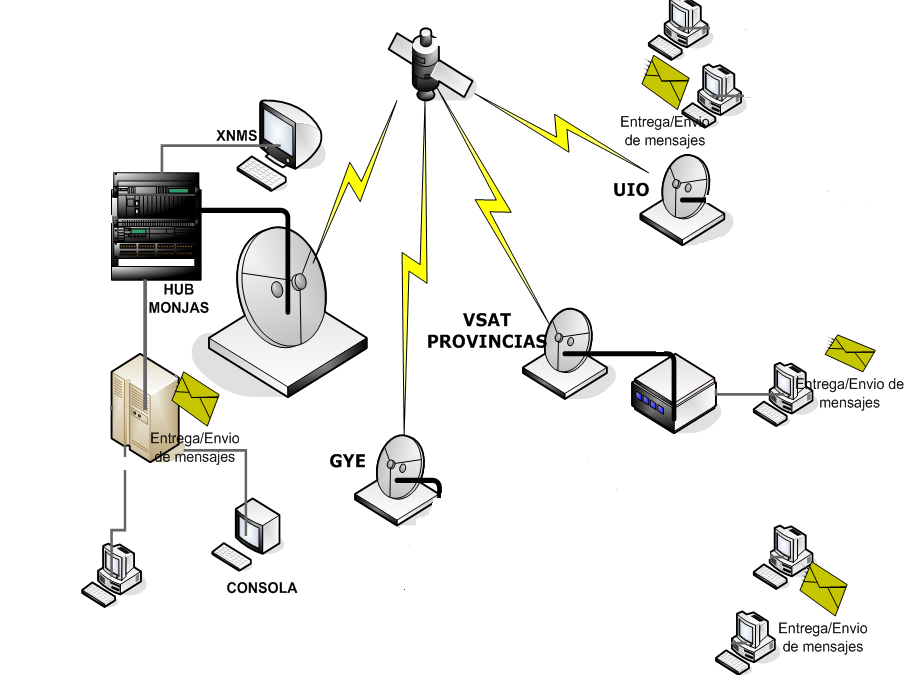 Entrega/Envio
de mensajes
XNMS
UIO
HUB
MONJAS
VSAT
PROVINCIAS
Entrega/Envio de
mensajes
Entrega/Envio
de mensajes
GYE
CONSOLA
Entrega/Envio
de mensajes